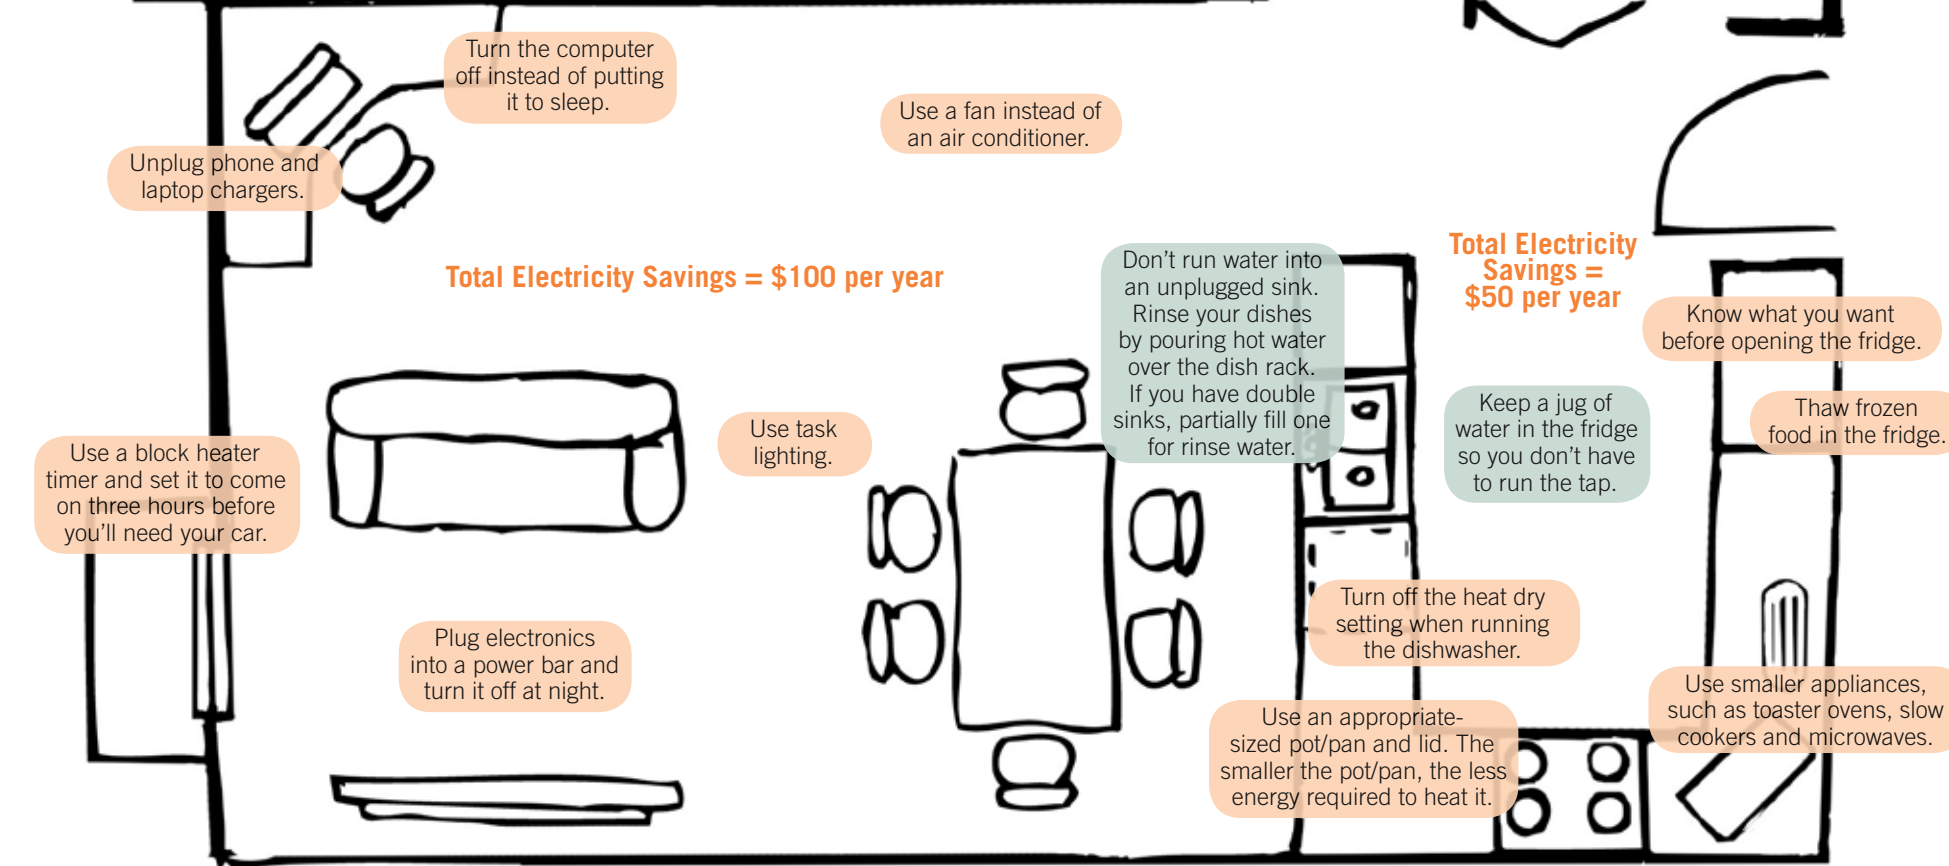 Turn the computer
off instead of putting
it to sleep.
Use a fan instead of
an air conditioner.
Unplug phone and
laptop chargers.
Total Electricity Savings = $100 per year
Don’t run water into
an unplugged sink.
Rinse your dishes
by pouring hot water
over the dish rack.
If you have double
sinks, partially fill one
for rinse water.
Total Electricity
Savings =
$50 per year
Know what you want
before opening the fridge.
Keep a jug of
water in the fridge
so you don’t have
to run the tap.
Thaw frozen
food in the fridge.
Use task
lighting.
Use a block heater
timer and set it to come
on three hours before
you’ll need your car.
Plug electronics
into a power bar and
turn it off at night.
Turn off the heat dry
setting when running
the dishwasher.
Use smaller appliances,
such as toaster ovens, slow
cookers and microwaves.
Use an appropriate-
sized pot/pan and lid. The
smaller the pot/pan, the less
energy required to heat it.